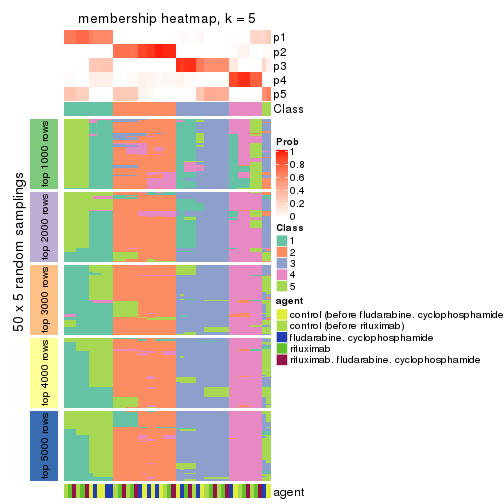 membership heatmap, k = 5
p1
p2
p3
p4
p5
Class
50 x 5 random samplings
top 1000 rows
top 2000 rows
top 3000 rows
top 4000 rows
top 5000 rows
agent
Prob
1
0.8
0.6
0.4
0.2
0
Class
1
2
3
4
5
agent
control (before fludarabine. cyclophosphamide
control (before rituximab)
fludarabine. cyclophosphamide
rituximab
rituximab. fludarabine. cyclophosphamide